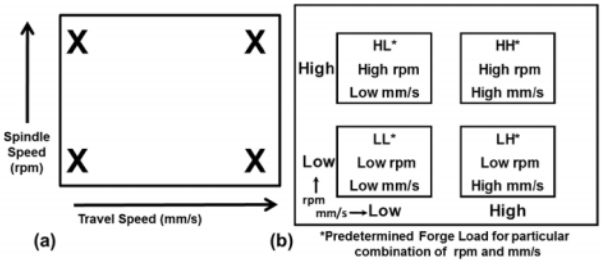 X X
X X
Spindle
Speed
(rpm)
Travel Speed (mm/s)
(a)
High
HL*
High rpm
Low mm/s
HH*
High rpm
High mm/s
Low
rpm
mm/s
LL*
Low rpm
Low mm/s
LH*
Low rpm
High mm/s
Low
High
(b)
*Predetermined Forge Load for particular
combination of rpm and mm/s